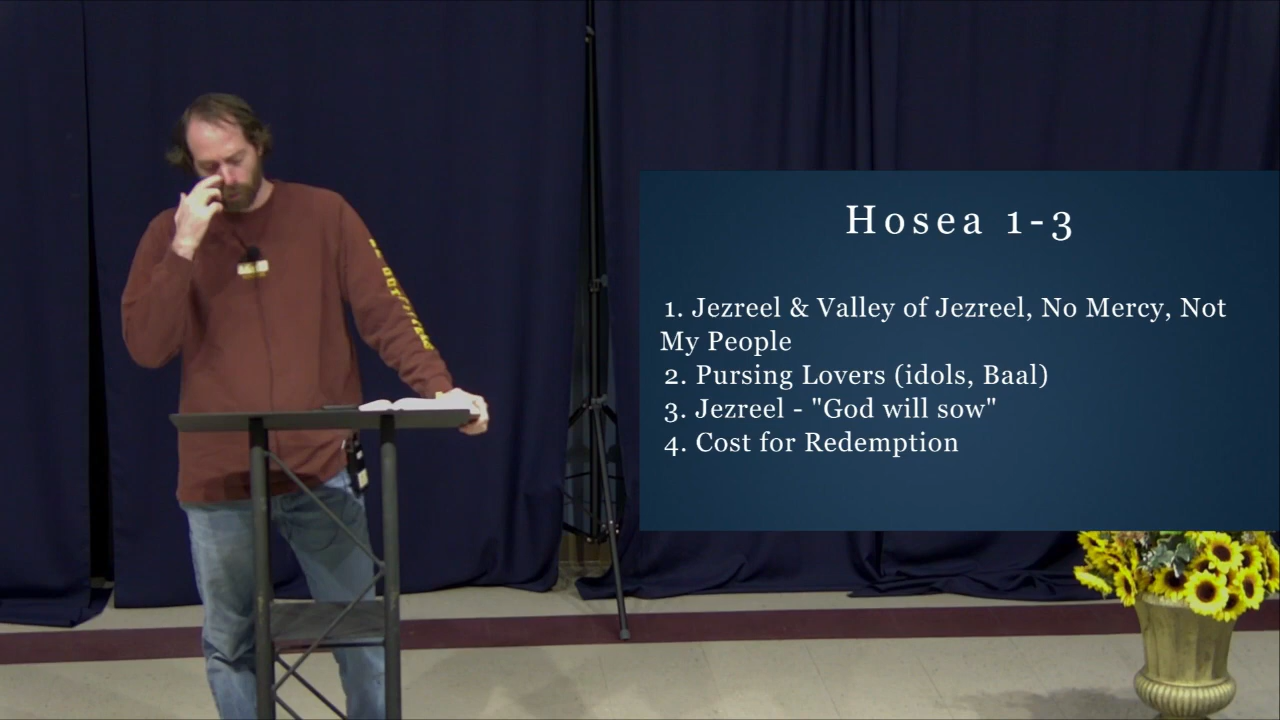 Hosea 1-3
1. Jezreel & Valley of Jezreel, No Mercy, Not
My People
2. Pursing Lovers (idols, Baal)
3. Jezreel - "God will sow"
4. Cost for Redemption